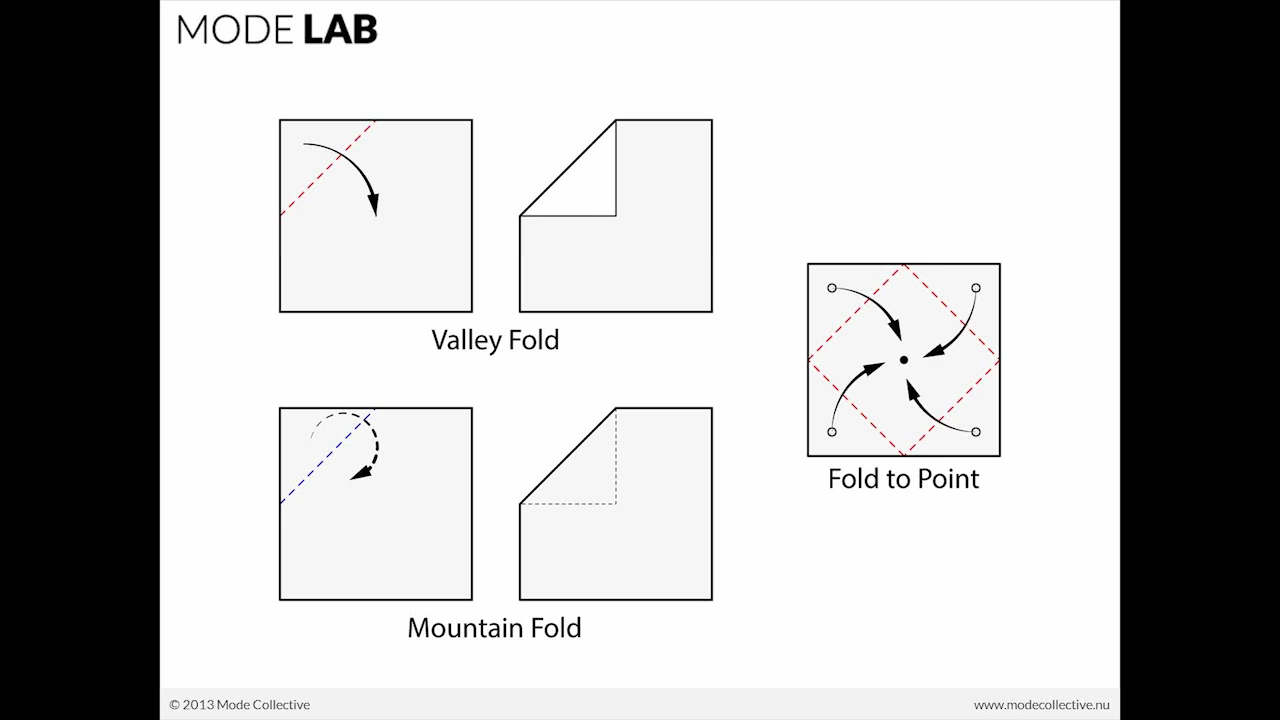 MODE LAB
Valley Fold
Fold to Point
Mountain Fold
© 2013 Mode Collective
www.modecollective.nu